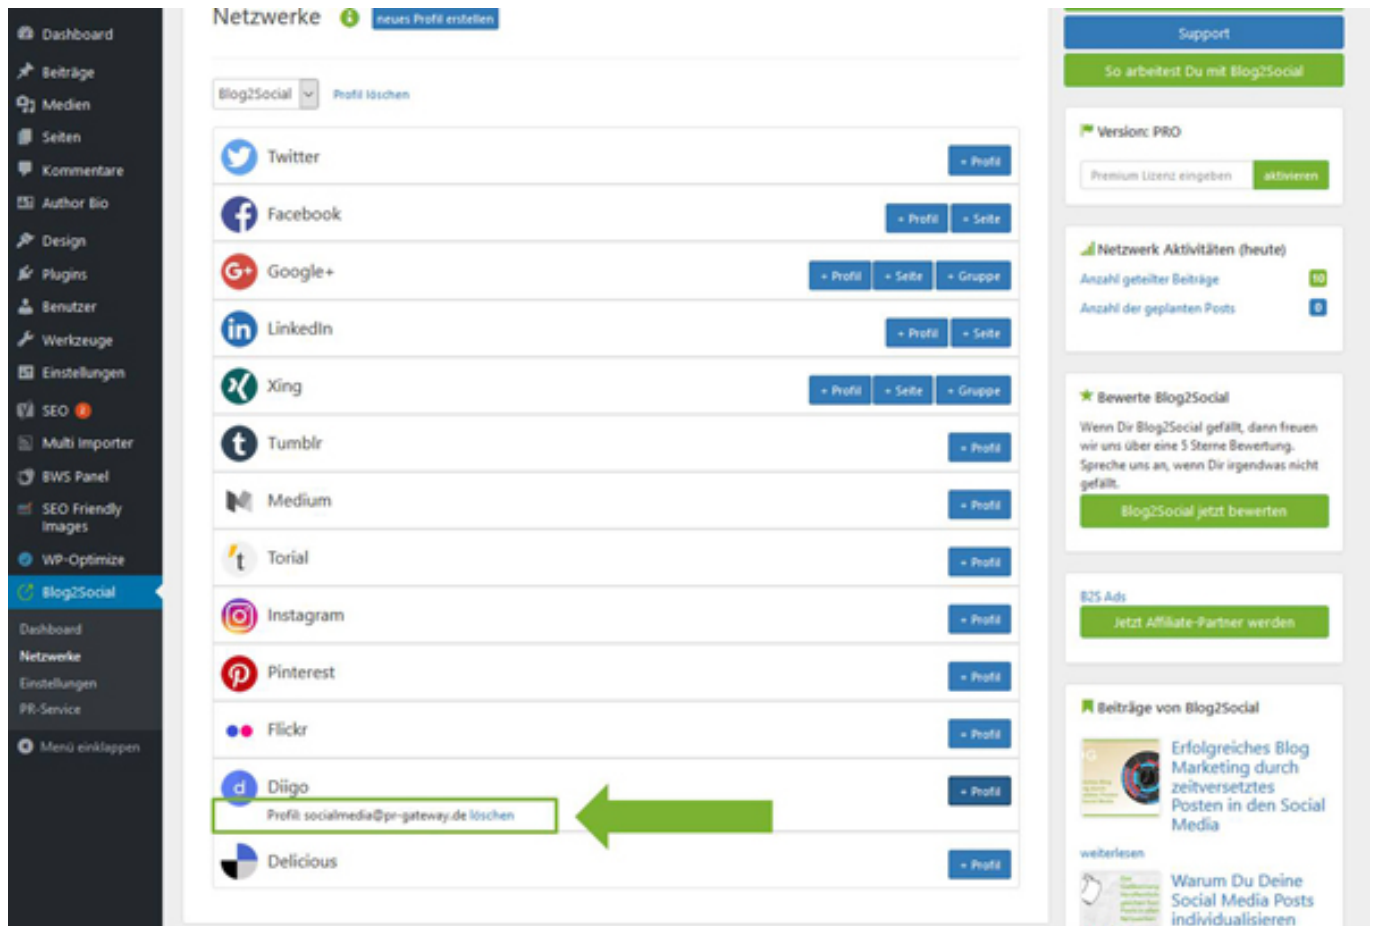 Dashboard
Beiträge
Medien
Seiten
Kommentare
Author Bio
Design
Plugins
Benutzer
Werkzeuge
Einstellungen
SEO 2
Multi Importer
BWS Panel
SEO Friendly
Images
WP-Optimize
Blog2Social
Dashboard
Netzwerke
Einstellungen
PR-Service
Menü einklappen
Netzwerke neues Profil erstellen
Blog2Social Profil löschen
Twitter + Profil
Facebook + Profil + Seite
Google+ + Profil + Seite + Gruppe
LinkedIn + Profil + Seite
Xing + Profil + Seite + Gruppe
Tumblr + Profil
Medium + Profil
Torial + Profil
Instagram + Profil
Pinterest + Profil
Flickr + Profil
Diigo + Profil
Profil: socialmedia@pr-gateway.de löschen
Delicious + Profil
Support
So arbeitest Du mit Blog2Social
Version: PRO
Premium Lizenz eingeben aktivieren
Netzwerk Aktivitäten (heute)
Anzahl geteilter Beiträge 10
Anzahl der geplanten Posts 0
Bewerte Blog2Social
Wenn Dir Blog2Social gefällt, dann freuen
wir uns über eine 5 Sterne Bewertung.
Spreche uns an, wenn Dir irgendwas nicht
gefällt.
Blog2Social jetzt bewerten
B2S Ads
Jetzt Affiliate-Partner werden
Beiträge von Blog2Social
Erfolgreiches Blog
Marketing durch
zeitversetztes
Posten in den Social
Media
weiterlesen
Warum Du Deine
Social Media Posts
individualisieren